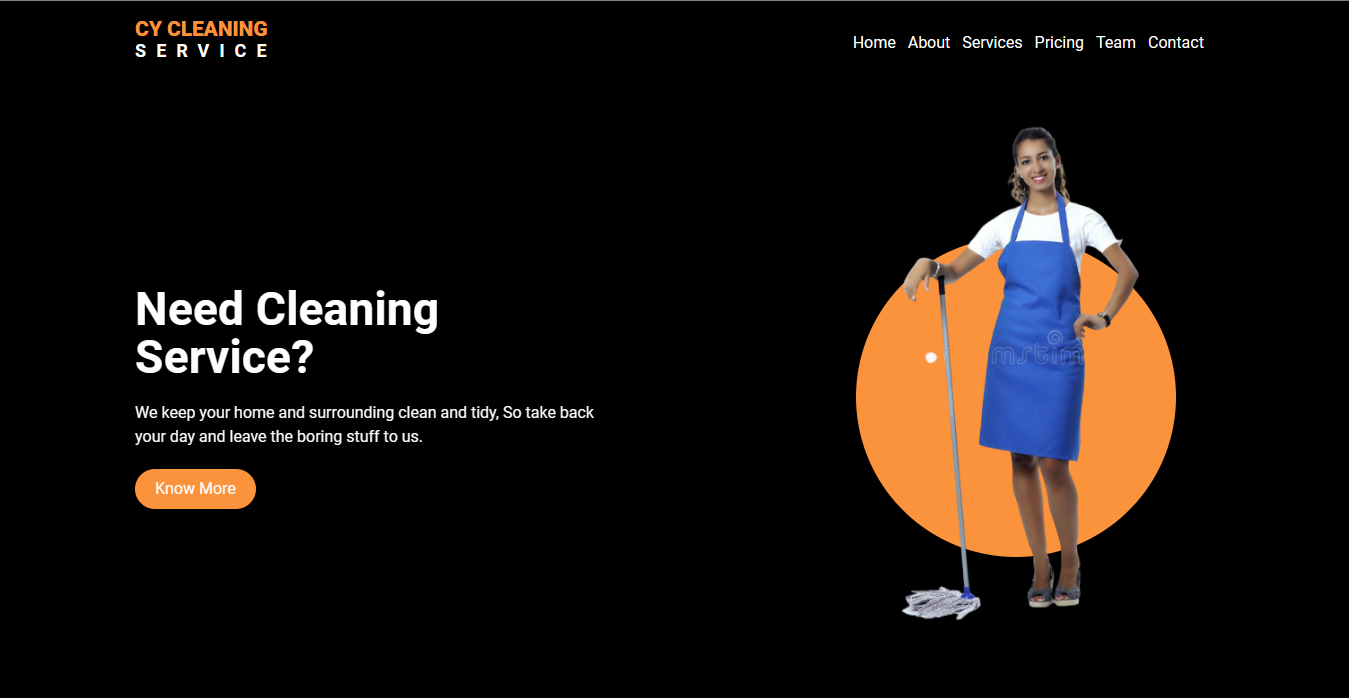 CY CLEANING
SERVICE
Home About Services Pricing Team Contact
Need Cleaning
Service?
We keep your home and surrounding clean and tidy, So take back
your day and leave the boring stuff to us.
Know More